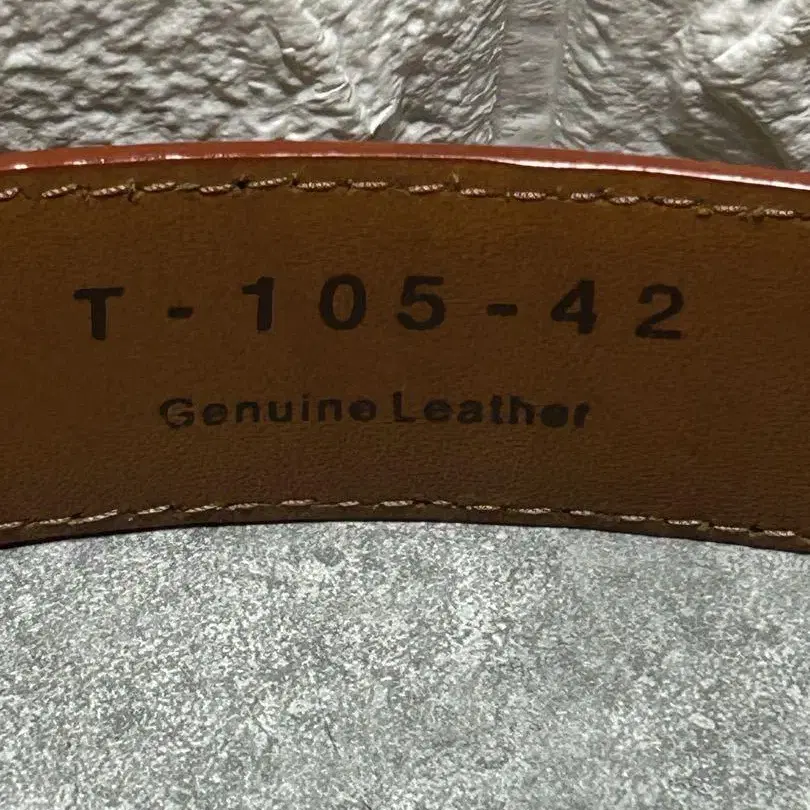 T - 105 - 42
Genuine Leather